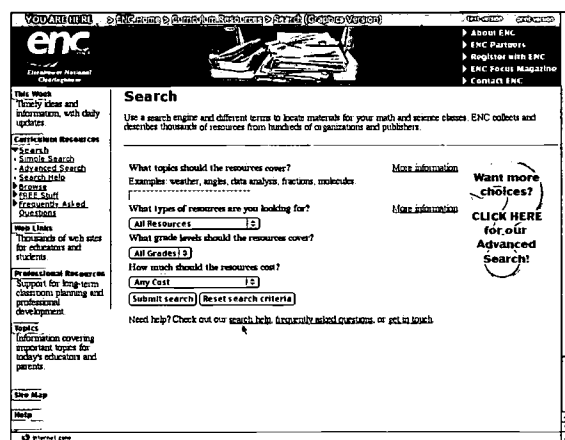 YOU ARE HERE > ENC Home > Curriculum Resources > Search (Graphics Version)
text version print version
enc
Eisenhower National
Clearinghouse
About ENC
ENC Partners
Register with ENC
ENC Focus Magazine
Contact ENC
This Week
Timely ideas and
information, with daily
updates.
Curriculum Resources
Search
Simple Search
Advanced Search
Search Help
Browse
FREE Stuff
Frequently Asked
Questions
Web Links
Thousands of web sites
for educators and
students.
Professional Resources
Support for long-term
classroom planning and
professional
development.
Topics
Information covering
important topics for
today's educators and
parents.
Site Map
Help
Search
Use a search engine and different terms to locate materials for your math and science classes. ENC collects and
describes thousands of resources from hundreds of organizations and publishers.
What topics should the resources cover? More information
Examples: weather, angles, data analysis, fractions, molecules.
What types of resources are you looking for? More information
All Resources
What grade levels should the resources cover?
All Grades
How much should the resources cost?
Any Cost
Submit search Reset search criteria
Need help? Check out our search help, frequently asked questions, or get in touch.
Want more
choices?
CLICK HERE
for our
Advanced
Search!
Internet zone